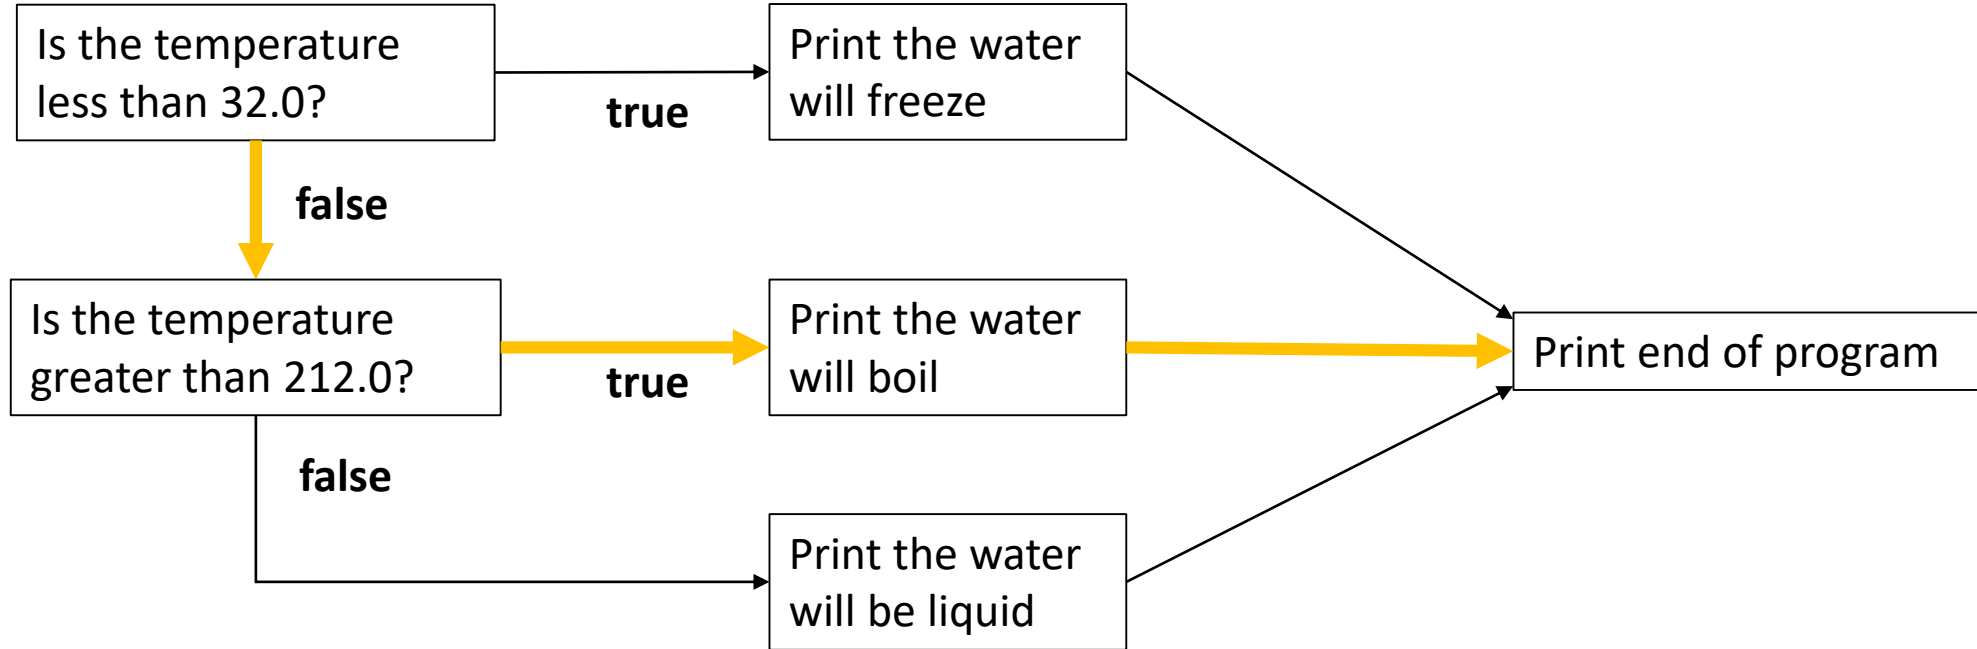 Is the temperature
less than 32.0?
true
Print the water
will freeze
false
Is the temperature
greater than 212.0?
true
Print the water
will boil
Print end of program
false
Print the water
will be liquid